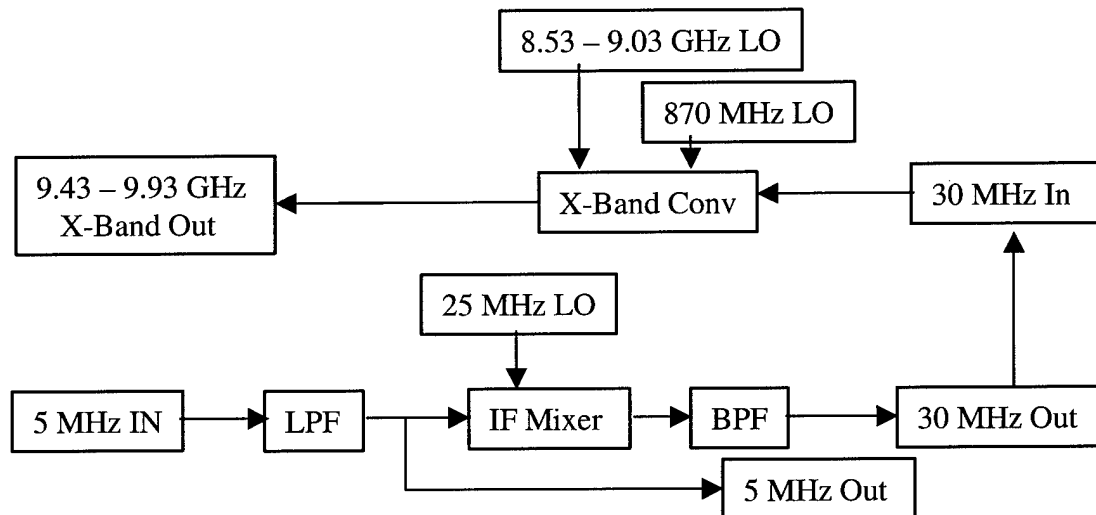 8.53 – 9.03 GHz LO
870 MHz LO
9.43 – 9.93 GHz
X-Band Out
X-Band Conv
30 MHz In
25 MHz LO
5 MHz IN
LPF
IF Mixer
BPF
30 MHz Out
5 MHz Out